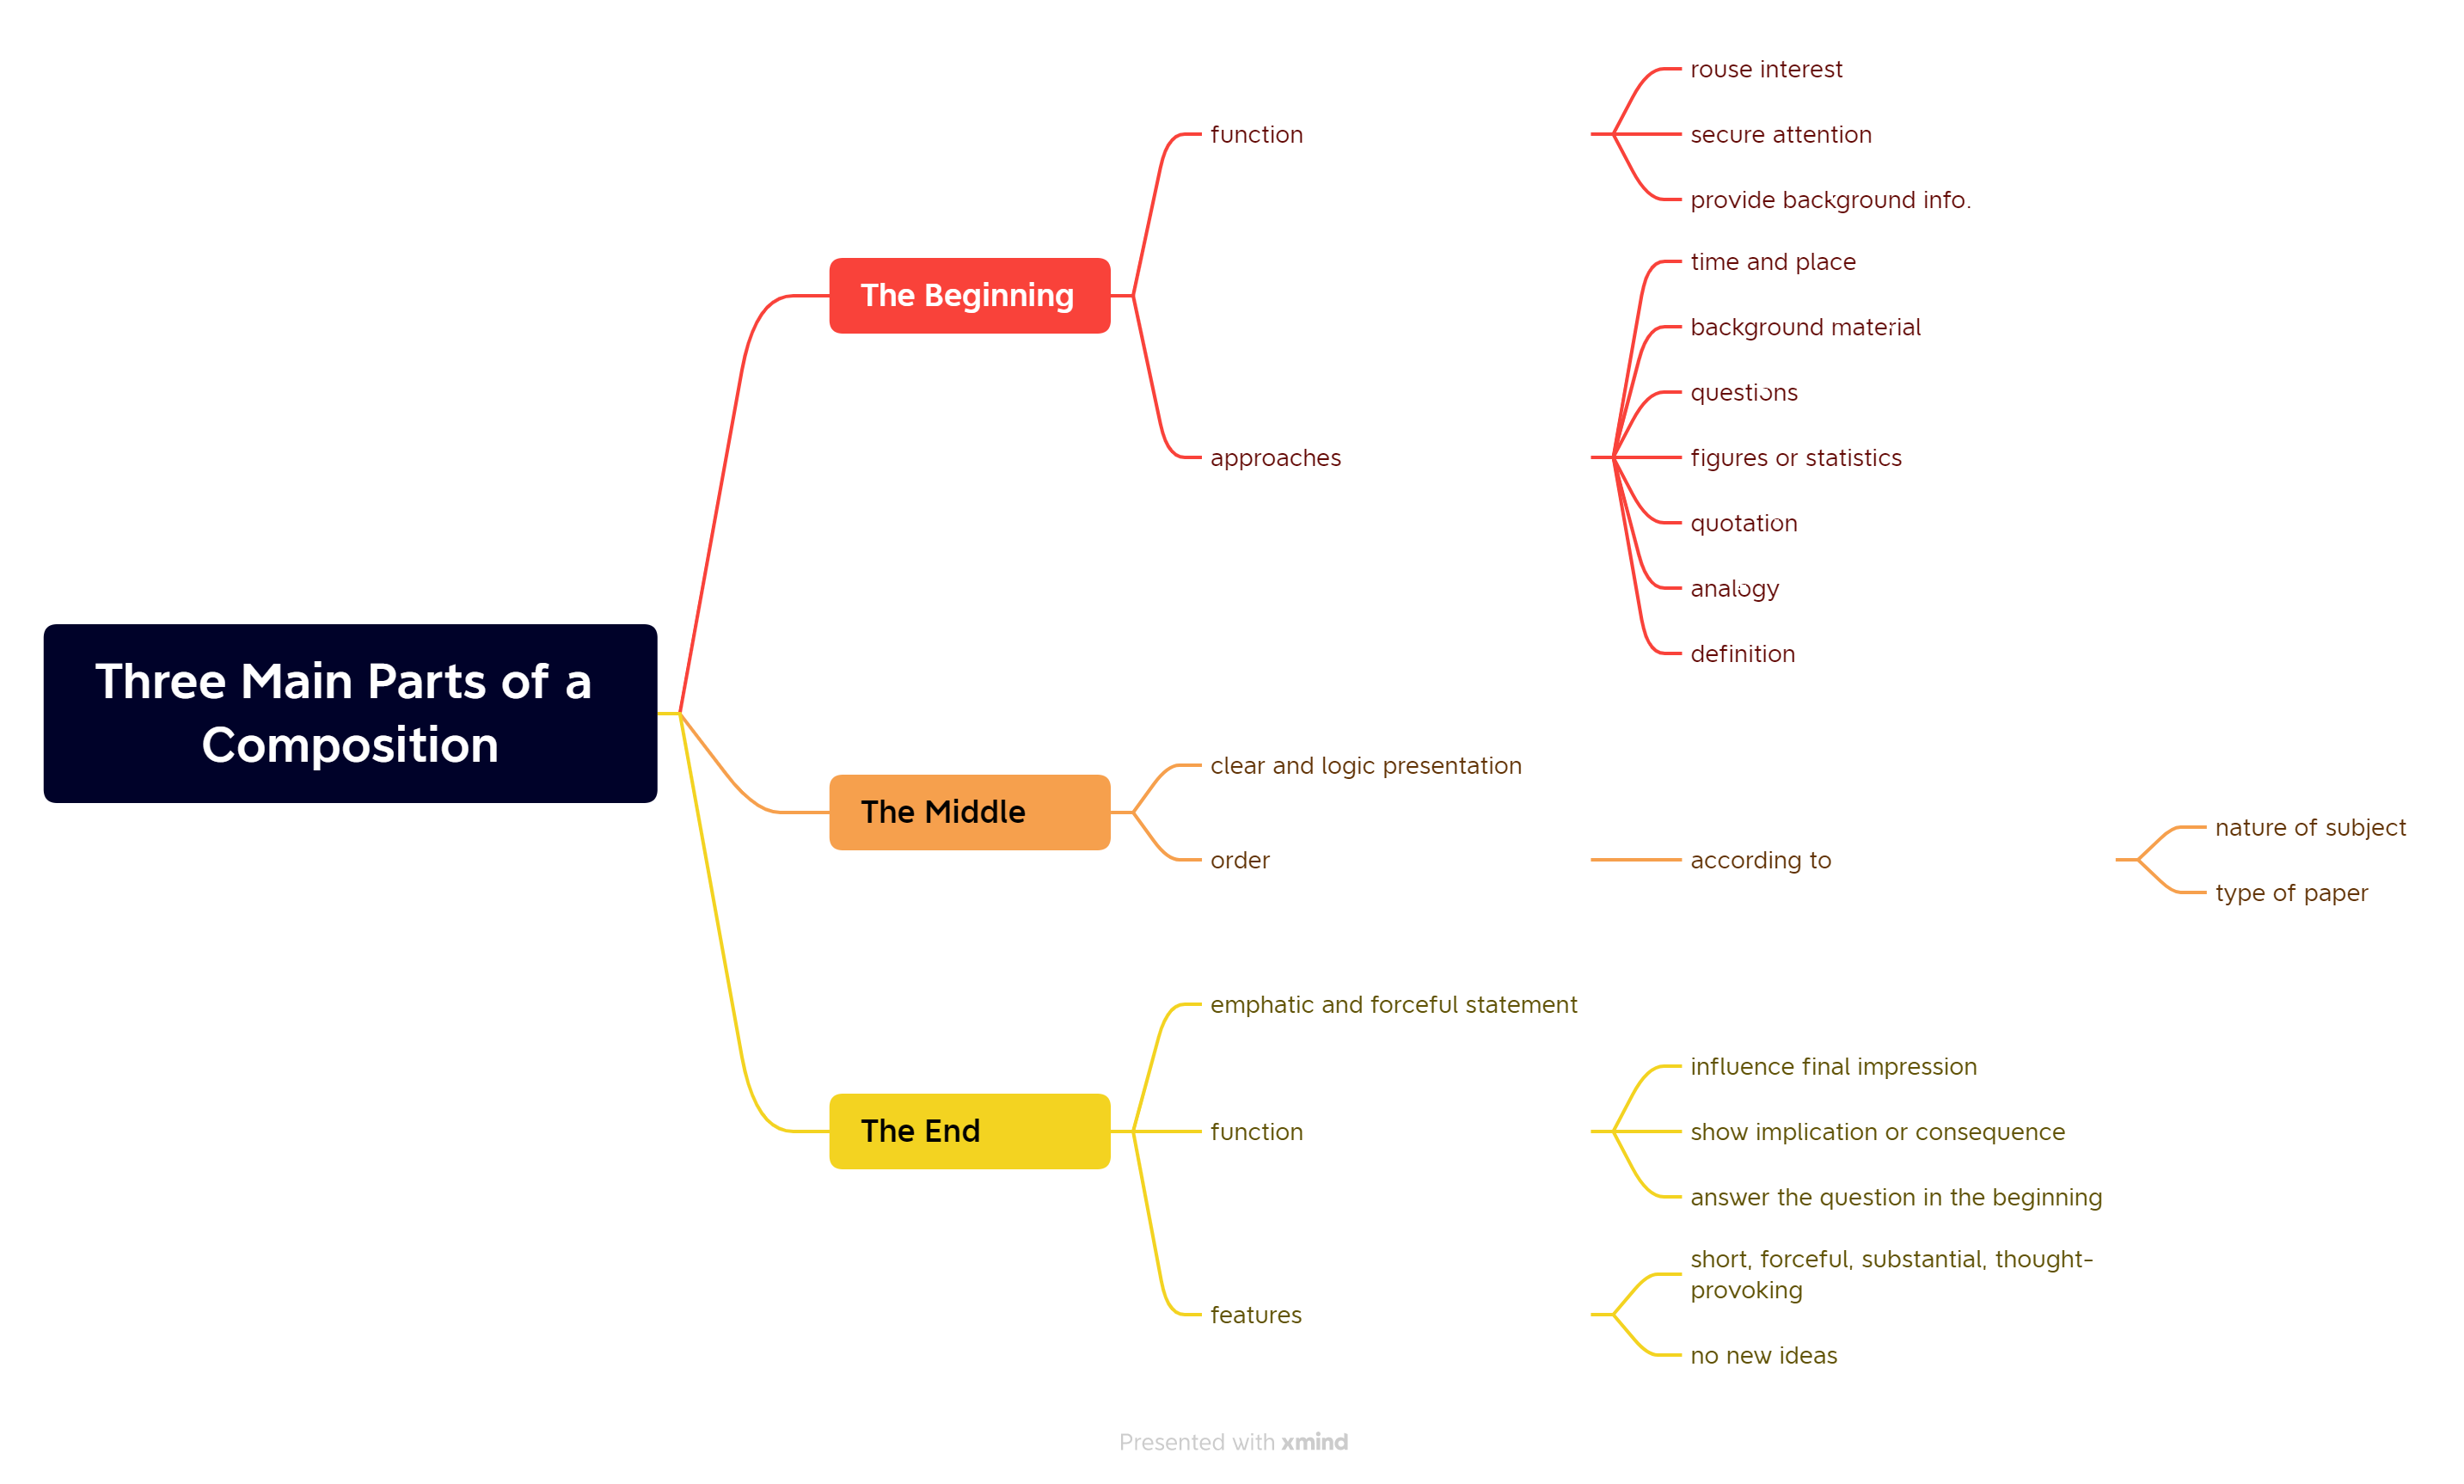 Three Main Parts of a
Composition
The Beginning
function
rouse interest
secure attention
provide background info.
approaches
time and place
background material
questions
figures or statistics
quotation
analogy
definition
The Middle
clear and logic presentation
order
according to
nature of subject
type of paper
The End
emphatic and forceful statement
function
influence final impression
show implication or consequence
answer the question in the beginning
features
short, forceful, substantial, thought-
provoking
no new ideas
Presented with xmind